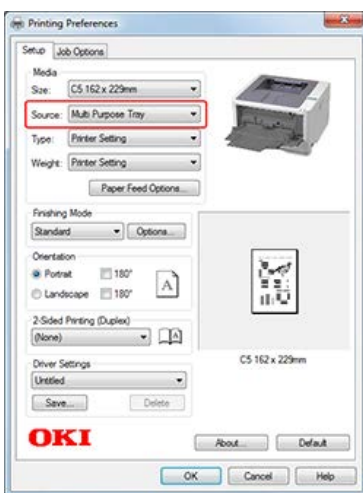 Printing Preferences
Setup Job Options
Media
Size: C5 162 x 229mm
Source: Multi Purpose Tray
Type: Printer Setting
Weight: Printer Setting
Paper Feed Options...
Finishing Mode
Standard Options...
Orientation
Portrait 180°
Landscape 180°
A
2-Sided Printing (Duplex)
(None)
A
C5 162 x 229mm
Driver Settings
Untitled
Save... Delete
OKI
About... Default
OK Cancel Help